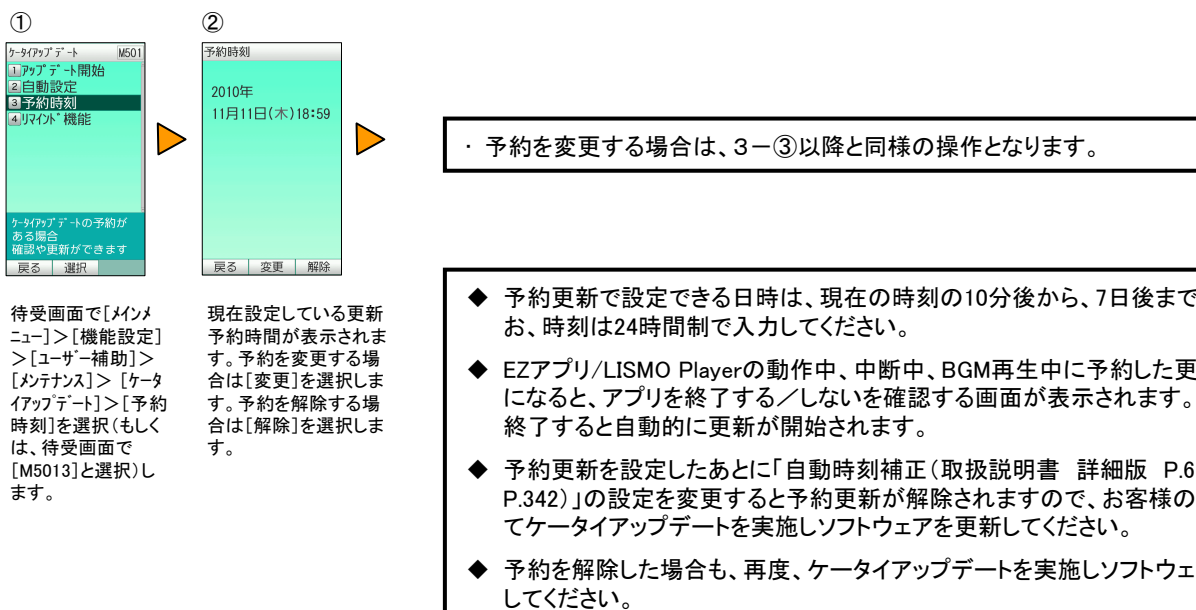 ①
ケータイアップデート M501
1 アップデート開始
2 自動設定
3 予約時刻
4 リマインド機能
ケータイアップデートの予約が
ある場合
確認や更新ができます
戻る 選択
待受画面で[メインメ
ニュー]＞[機能設定]
＞[ユーザー補助]＞
[メンテナンス]＞ [ケータ
イアップデート]＞[予約
時刻]を選択（もしく
は、待受画面で
[M5013]と選択）し
ます。
②
予約時刻
2010年
11月11日(木)18:59
戻る 変更 解除
現在設定している更新
予約時間が表示されま
す。予約を変更する場
合は[変更]を選択しま
す。予約を解除する場
合は[解除]を選択しま
す。
・ 予約を変更する場合は、３－③以降と同様の操作となります。
◆ 予約更新で設定できる日時は、現在の時刻の10分後から、7日後まで
お、時刻は24時間制で入力してください。
◆ EZアプリ/LISMO Playerの動作中、中断中、BGM再生中に予約した更
になると、アプリを終了する／しないを確認する画面が表示されます。
終了すると自動的に更新が開始されます。
◆ 予約更新を設定したあとに「自動時刻補正（取扱説明書 詳細版 P.6
P.342）」の設定を変更すると予約更新が解除されますので、お客様の
てケータイアップデートを実施しソフトウェアを更新してください。
◆ 予約を解除した場合も、再度、ケータイアップデートを実施しソフトウェ
してください。